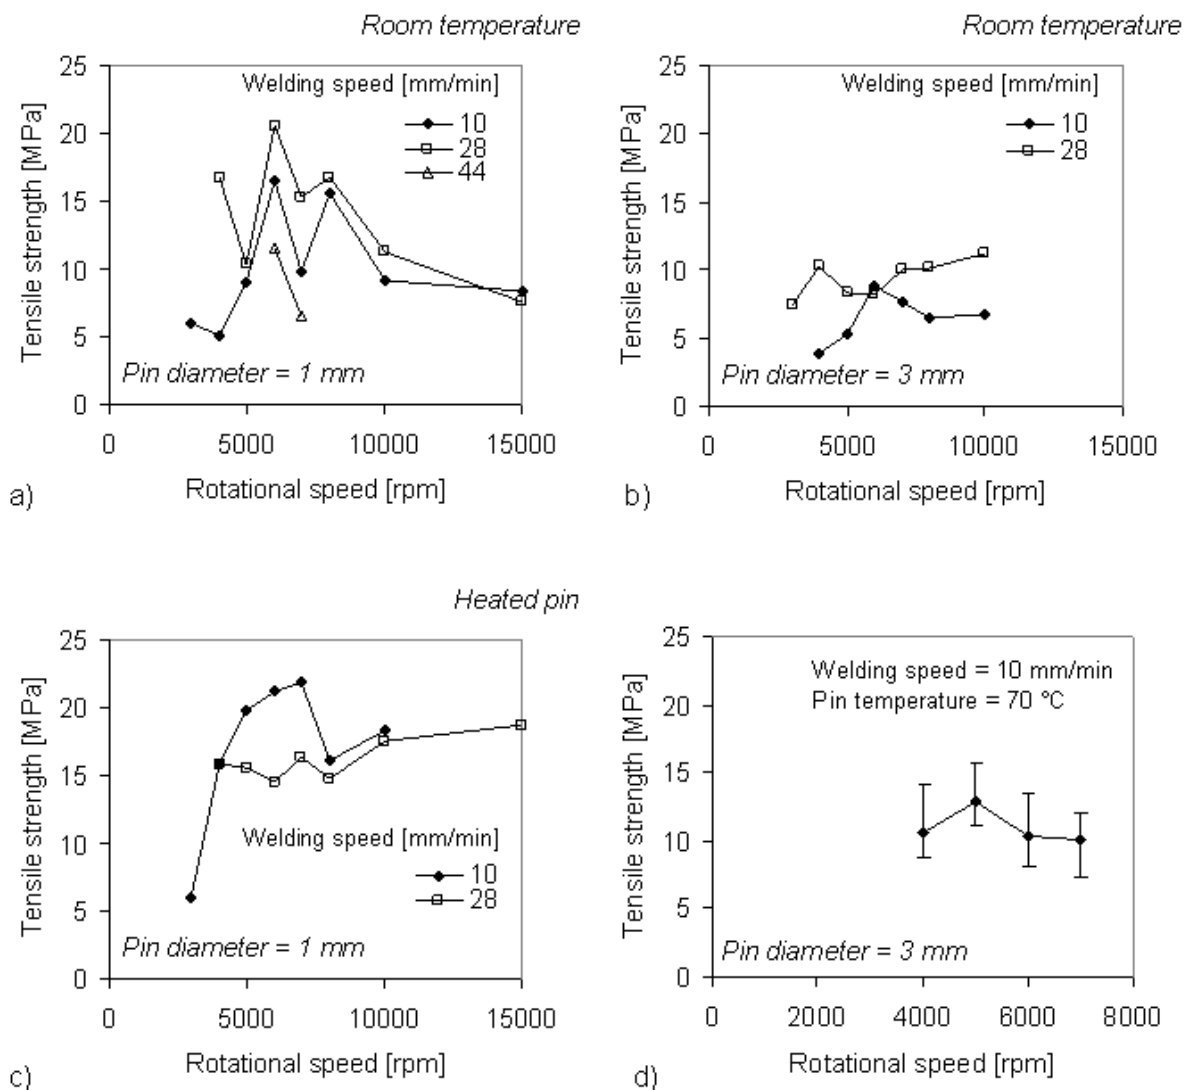 Room temperature
25
20
15
10
5
0
Tensile strength [MPa]
Welding speed [mm/min]
10
28
44
Pin diameter = 1 mm
0 5000 10000 15000
Rotational speed [rpm]
a)
Room temperature
25
20
15
10
5
0
Tensile strength [MPa]
Welding speed [mm/min]
10
28
Pin diameter = 3 mm
0 5000 10000 15000
Rotational speed [rpm]
b)
Heated pin
25
20
15
10
5
0
Tensile strength [MPa]
Welding speed [mm/min]
10
28
Pin diameter = 1 mm
0 5000 10000 15000
Rotational speed [rpm]
c)
25
20
15
10
5
0
Tensile strength [MPa]
Welding speed = 10 mm/min
Pin temperature = 70 °C
Pin diameter = 3 mm
0 2000 4000 6000 8000
Rotational speed [rpm]
d)